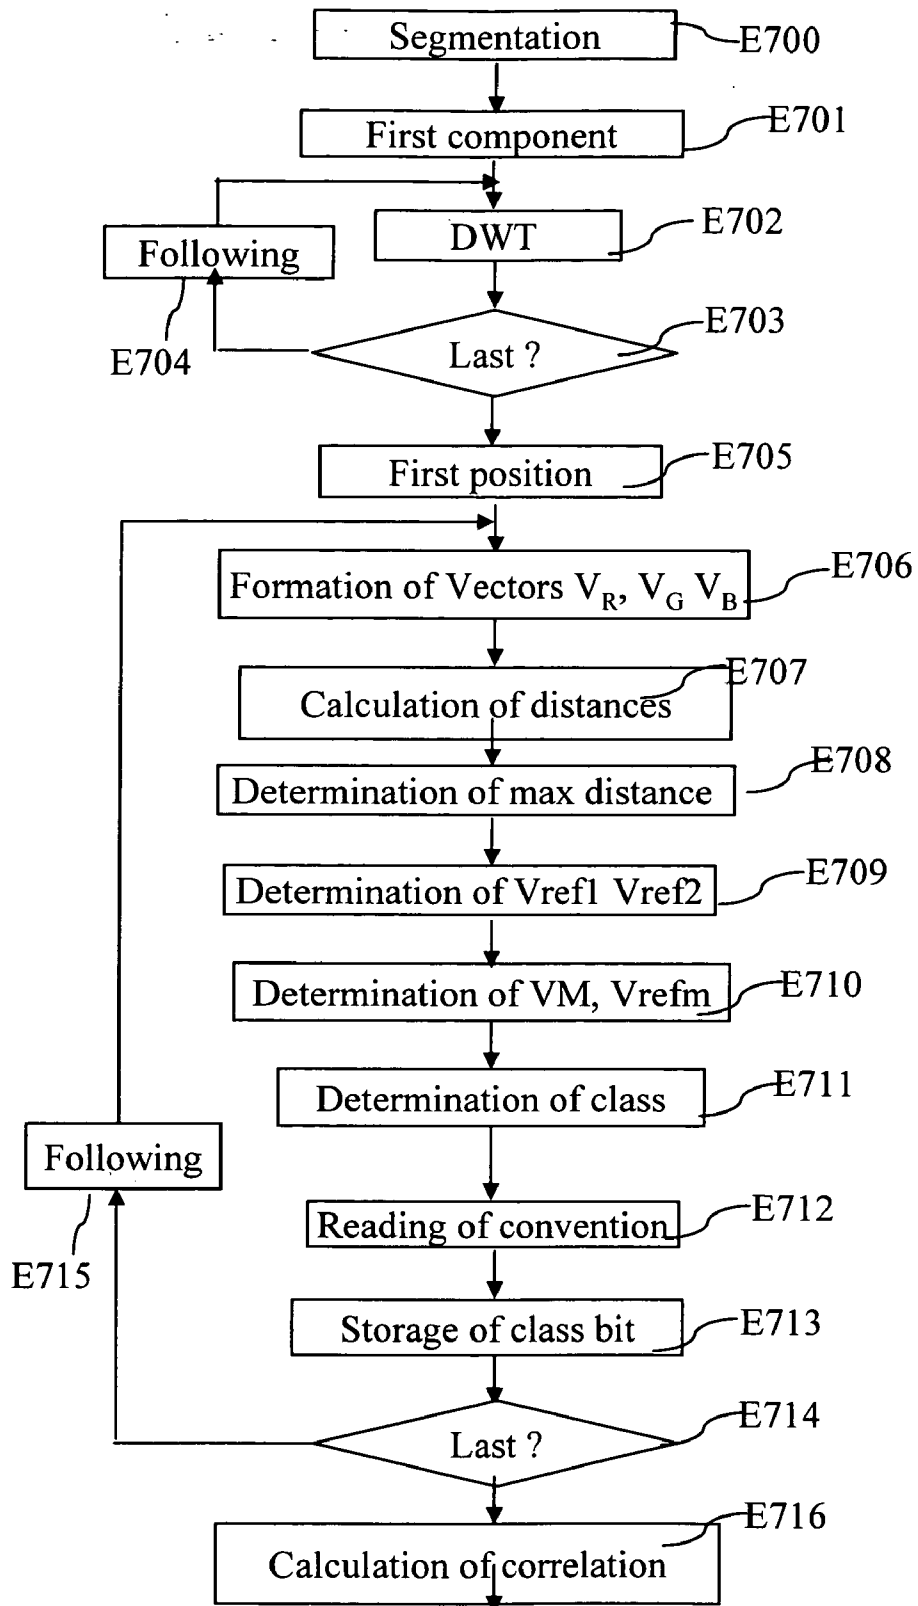 Segmentation E700
First component E701
DWT E702
Following
E704
Last ? E703
First position E705
Formation of Vectors V_R, V_G V_B E706
Calculation of distances E707
Determination of max distance E708
Determination of Vref1 Vref2 E709
Determination of VM, Vrefm E710
Determination of class E711
Following
E715
Reading of convention E712
Storage of class bit E713
Last ? E714
Calculation of correlation E716